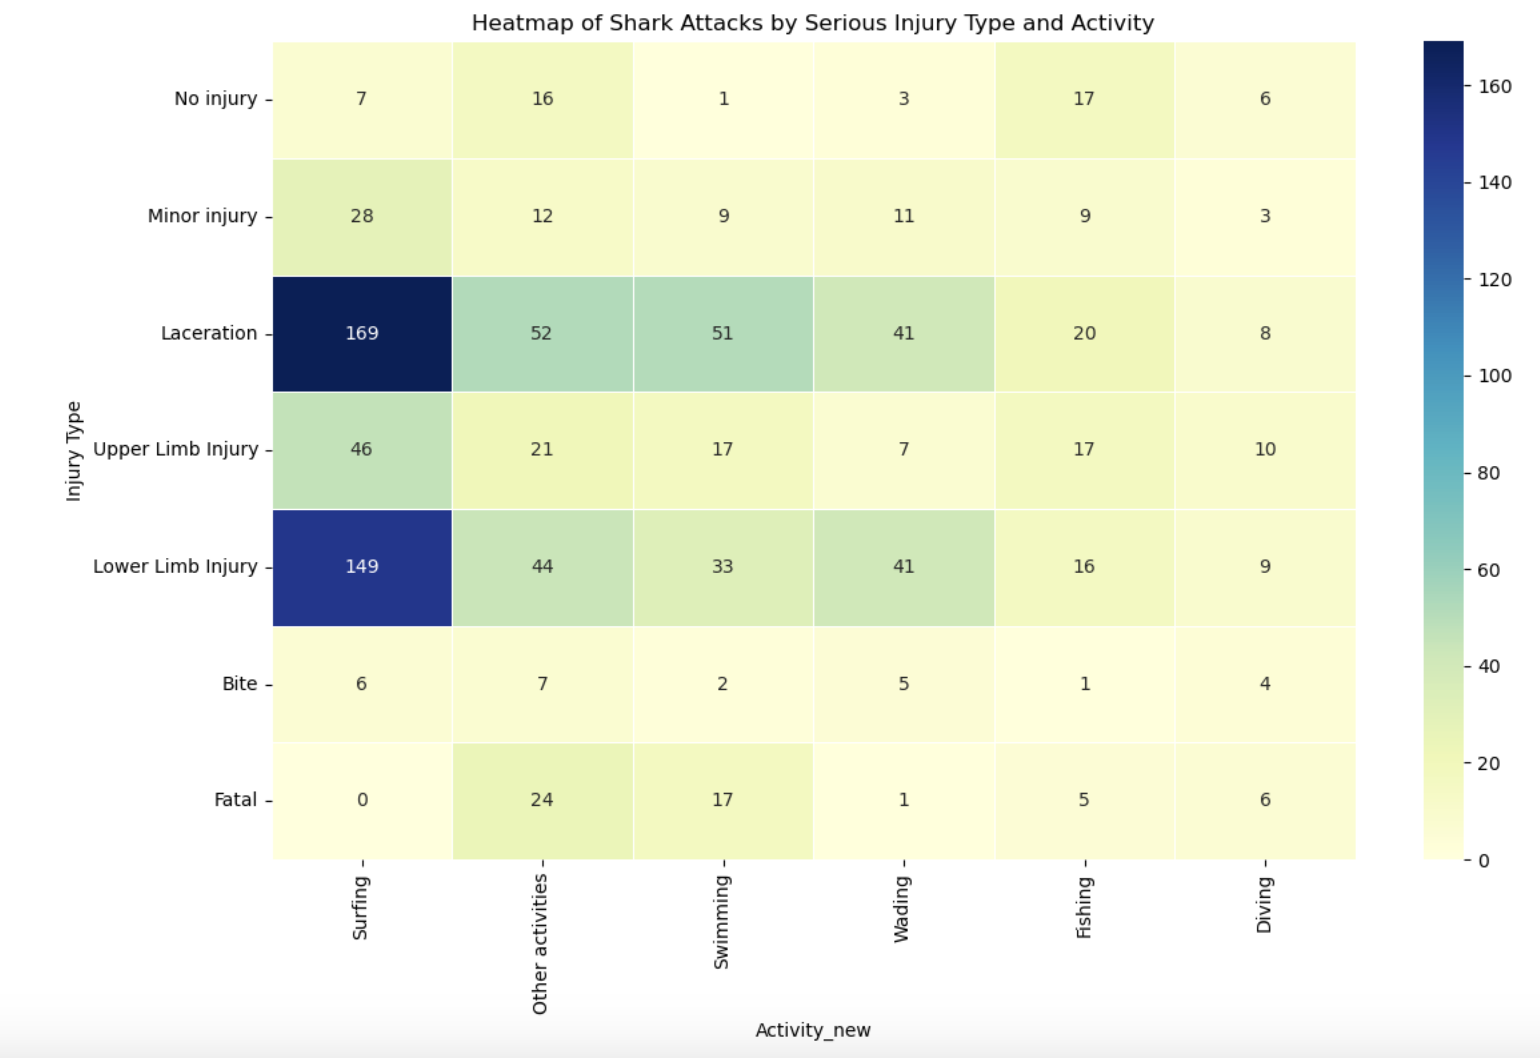 Heatmap of Shark Attacks by Serious Injury Type and Activity
No injury 7 16 1 3 17 6
Minor injury 28 12 9 11 9 3
Laceration 169 52 51 41 20 8
Upper Limb Injury 46 21 17 7 17 10
Lower Limb Injury 149 44 33 41 16 9
Bite 6 7 2 5 1 4
Fatal 0 24 17 1 5 6
Injury Type
Surfing Other activities Swimming Wading Fishing Diving
Activity_new
160
140
120
100
80
60
40
20
0